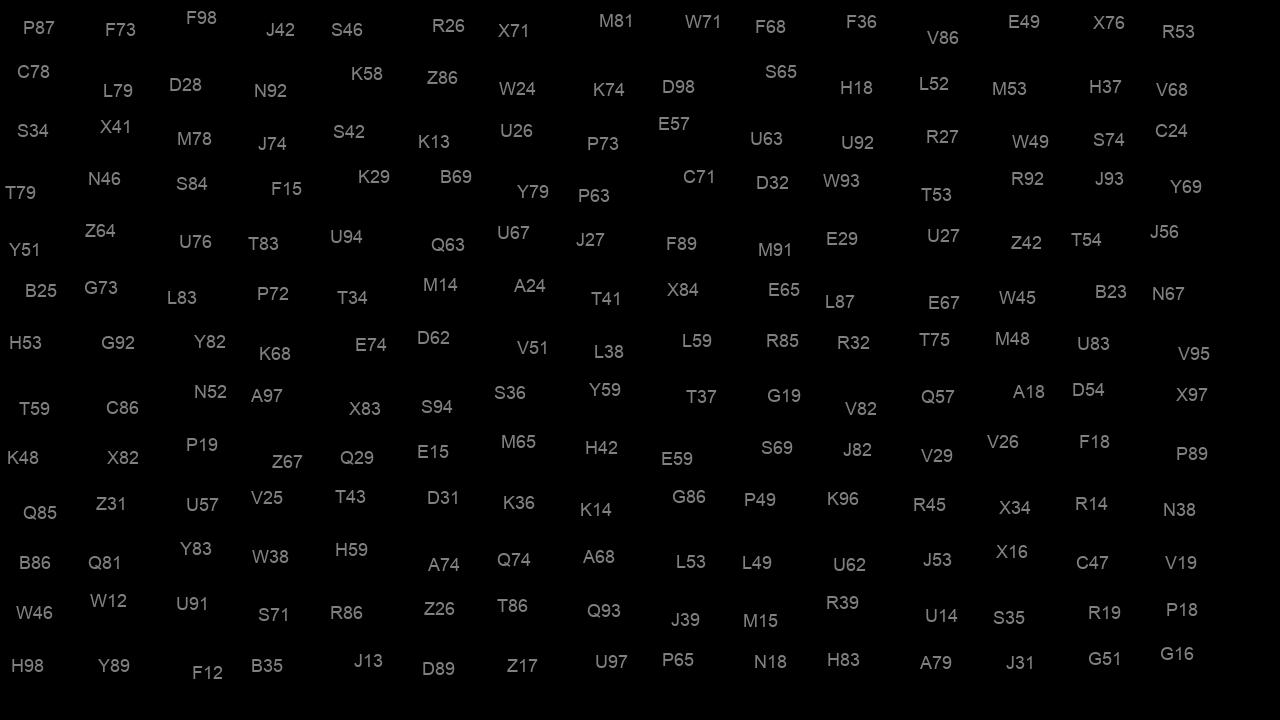 P87 F73 F98 J42 S46 R26 X71 M81 W71 F68 F36 V86 E49 X76 R53
C78 L79 D28 N92 K58 Z86 W24 K74 D98 S65 H18 L52 M53 H37 V68
S34 X41 M78 J74 S42 K13 U26 P73 E57 U63 U92 R27 W49 S74 C24
T79 N46 S84 F15 K29 B69 Y79 P63 C71 D32 W93 T53 R92 J93 Y69
Y51 Z64 U76 T83 U94 Q63 U67 J27 F89 M91 E29 U27 Z42 T54 J56
B25 G73 L83 P72 T34 M14 A24 T41 X84 E65 L87 E67 W45 B23 N67
H53 G92 Y82 K68 E74 D62 V51 L38 L59 R85 R32 T75 M48 U83 V95
T59 C86 N52 A97 X83 S94 S36 Y59 T37 G19 V82 Q57 A18 D54 X97
K48 X82 P19 Z67 Q29 E15 M65 H42 E59 S69 J82 V29 V26 F18 P89
Q85 Z31 U57 V25 T43 D31 K36 K14 G86 P49 K96 R45 X34 R14 N38
B86 Q81 Y83 W38 H59 A74 Q74 A68 L53 L49 U62 J53 X16 C47 V19
W46 W12 U91 S71 R86 Z26 T86 Q93 J39 M15 R39 U14 S35 R19 P18
H98 Y89 F12 B35 J13 D89 Z17 U97 P65 N18 H83 A79 J31 G51 G16